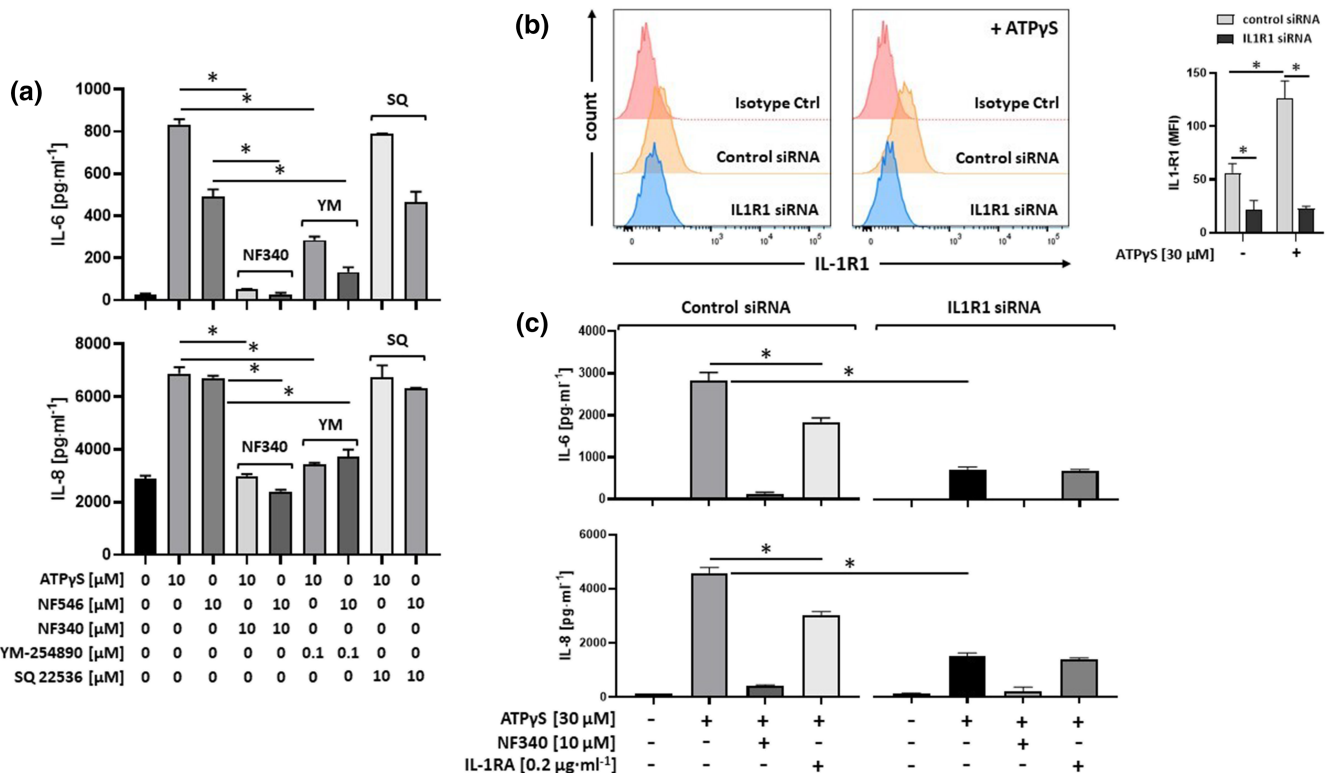 (a)
1000
800
600
400
200
0
IL-6 [pg·ml⁻¹]
*
*
*
*
NF340
YM
SQ
8000
6000
4000
2000
0
IL-8 [pg·ml⁻¹]
*
*
*
*
NF340
YM
SQ
ATPγS [µM] 0 10 0 10 0 10 0 10 0
NF546 [µM] 0 0 10 0 10 0 10 0 10
NF340 [µM] 0 0 0 10 10 0 0 0 0
YM-254890 [µM] 0 0 0 0 0 0.1 0.1 0 0
SQ 22536 [µM] 0 0 0 0 0 0 0 10 10
(b)
count
Isotype Ctrl
Control siRNA
IL1R1 siRNA
0 10³ 10⁴ 10⁵
+ ATPγS
Isotype Ctrl
Control siRNA
IL1R1 siRNA
0 10³ 10⁴ 10⁵
IL-1R1
control siRNA
IL1R1 siRNA
150
100
50
0
IL1-R1 (MFI)
* *
*
ATPγS [30 µM] - +
(c)
Control siRNA IL1R1 siRNA
4000
3000
2000
1000
0
IL-6 [pg·ml⁻¹]
*
*
6000
4000
2000
0
IL-8 [pg·ml⁻¹]
*
*
ATPγS [30 µM] - + + + - + + +
NF340 [10 µM] - - + - - - + -
IL-1RA [0.2 µg·ml⁻¹] - - - + - - - +